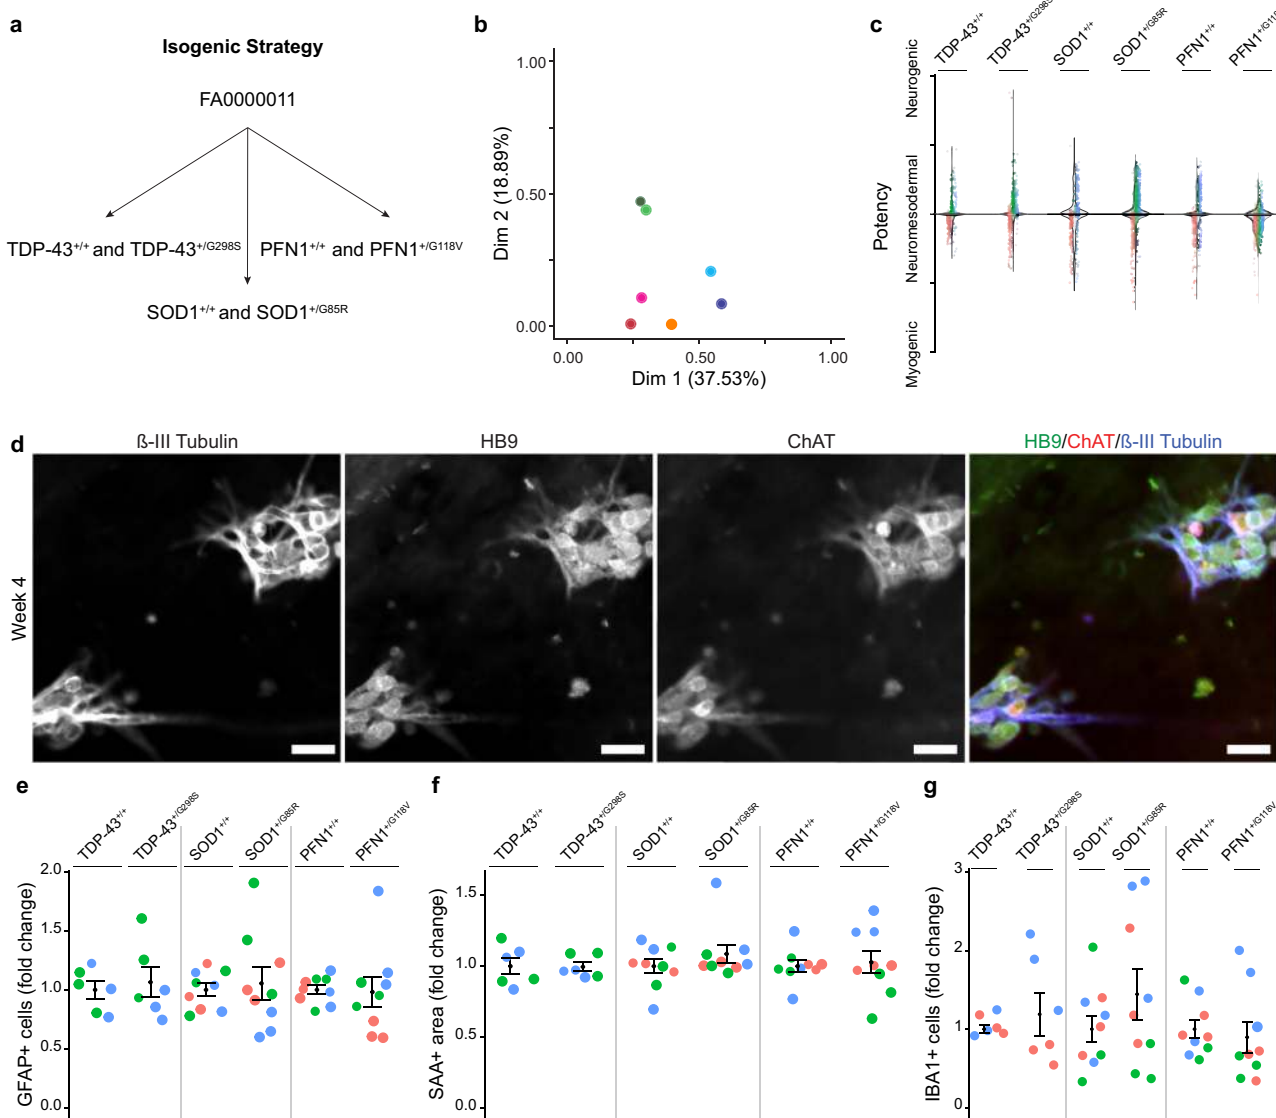 a
Isogenic Strategy
FA0000011
TDP-43+/+ and TDP-43+/G298S
PFN1+/+ and PFN1+/G118V
SOD1+/+ and SOD1+/G85R
b
1.00
0.50
0.00
Dim 2 (18.89%)
0.00 0.50 1.00
Dim 1 (37.53%)
c
TDP-43+/+
TDP-43+/G298S
SOD1+/+
SOD1+/G85R
PFN1+/+
PFN1+/G118V
Potency
Neurogenic
Neuromesodermal
Myogenic
d
ß-III Tubulin
HB9
ChAT
HB9/ChAT/ß-III Tubulin
Week 4
e
TDP-43+/+
TDP-43+/G298S
SOD1+/+
SOD1+/G85R
PFN1+/+
PFN1+/G118V
GFAP+ cells (fold change)
2.0
1.5
1.0
0.5
0.0
f
TDP-43+/+
TDP-43+/G298S
SOD1+/+
SOD1+/G85R
PFN1+/+
PFN1+/G118V
SAA+ area (fold change)
1.5
1.0
0.5
0.0
g
TDP-43+/+
TDP-43+/G298S
SOD1+/+
SOD1+/G85R
PFN1+/+
PFN1+/G118V
IBA1+ cells (fold change)
3
2
1
0